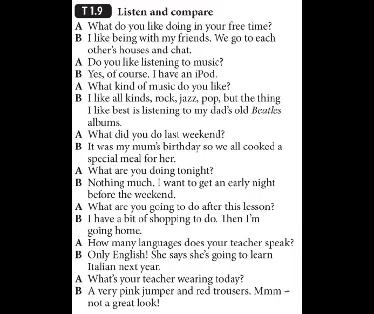 T 1.9 Listen and compare
A What do you like doing in your free time?
B I like being with my friends. We go to each
other's houses and chat.
A Do you like listening to music?
B Yes, of course. I have an iPod.
A What kind of music do you like?
B I like all kinds, rock, jazz, pop, but the thing
I like best is listening to my dad's old Beatles
albums.
A What did you do last weekend?
B It was my mum's birthday so we all cooked a
special meal for her.
A What are you doing tonight?
B Nothing much. I want to get an early night
before the weekend.
A What are you going to do after this lesson?
B I have a bit of shopping to do. Then I'm
going home.
A How many languages does your teacher speak?
B Only English! She says she's going to learn
Italian next year.
A What's your teacher wearing today?
B A very pink jumper and red trousers. Mmm –
not a great look!